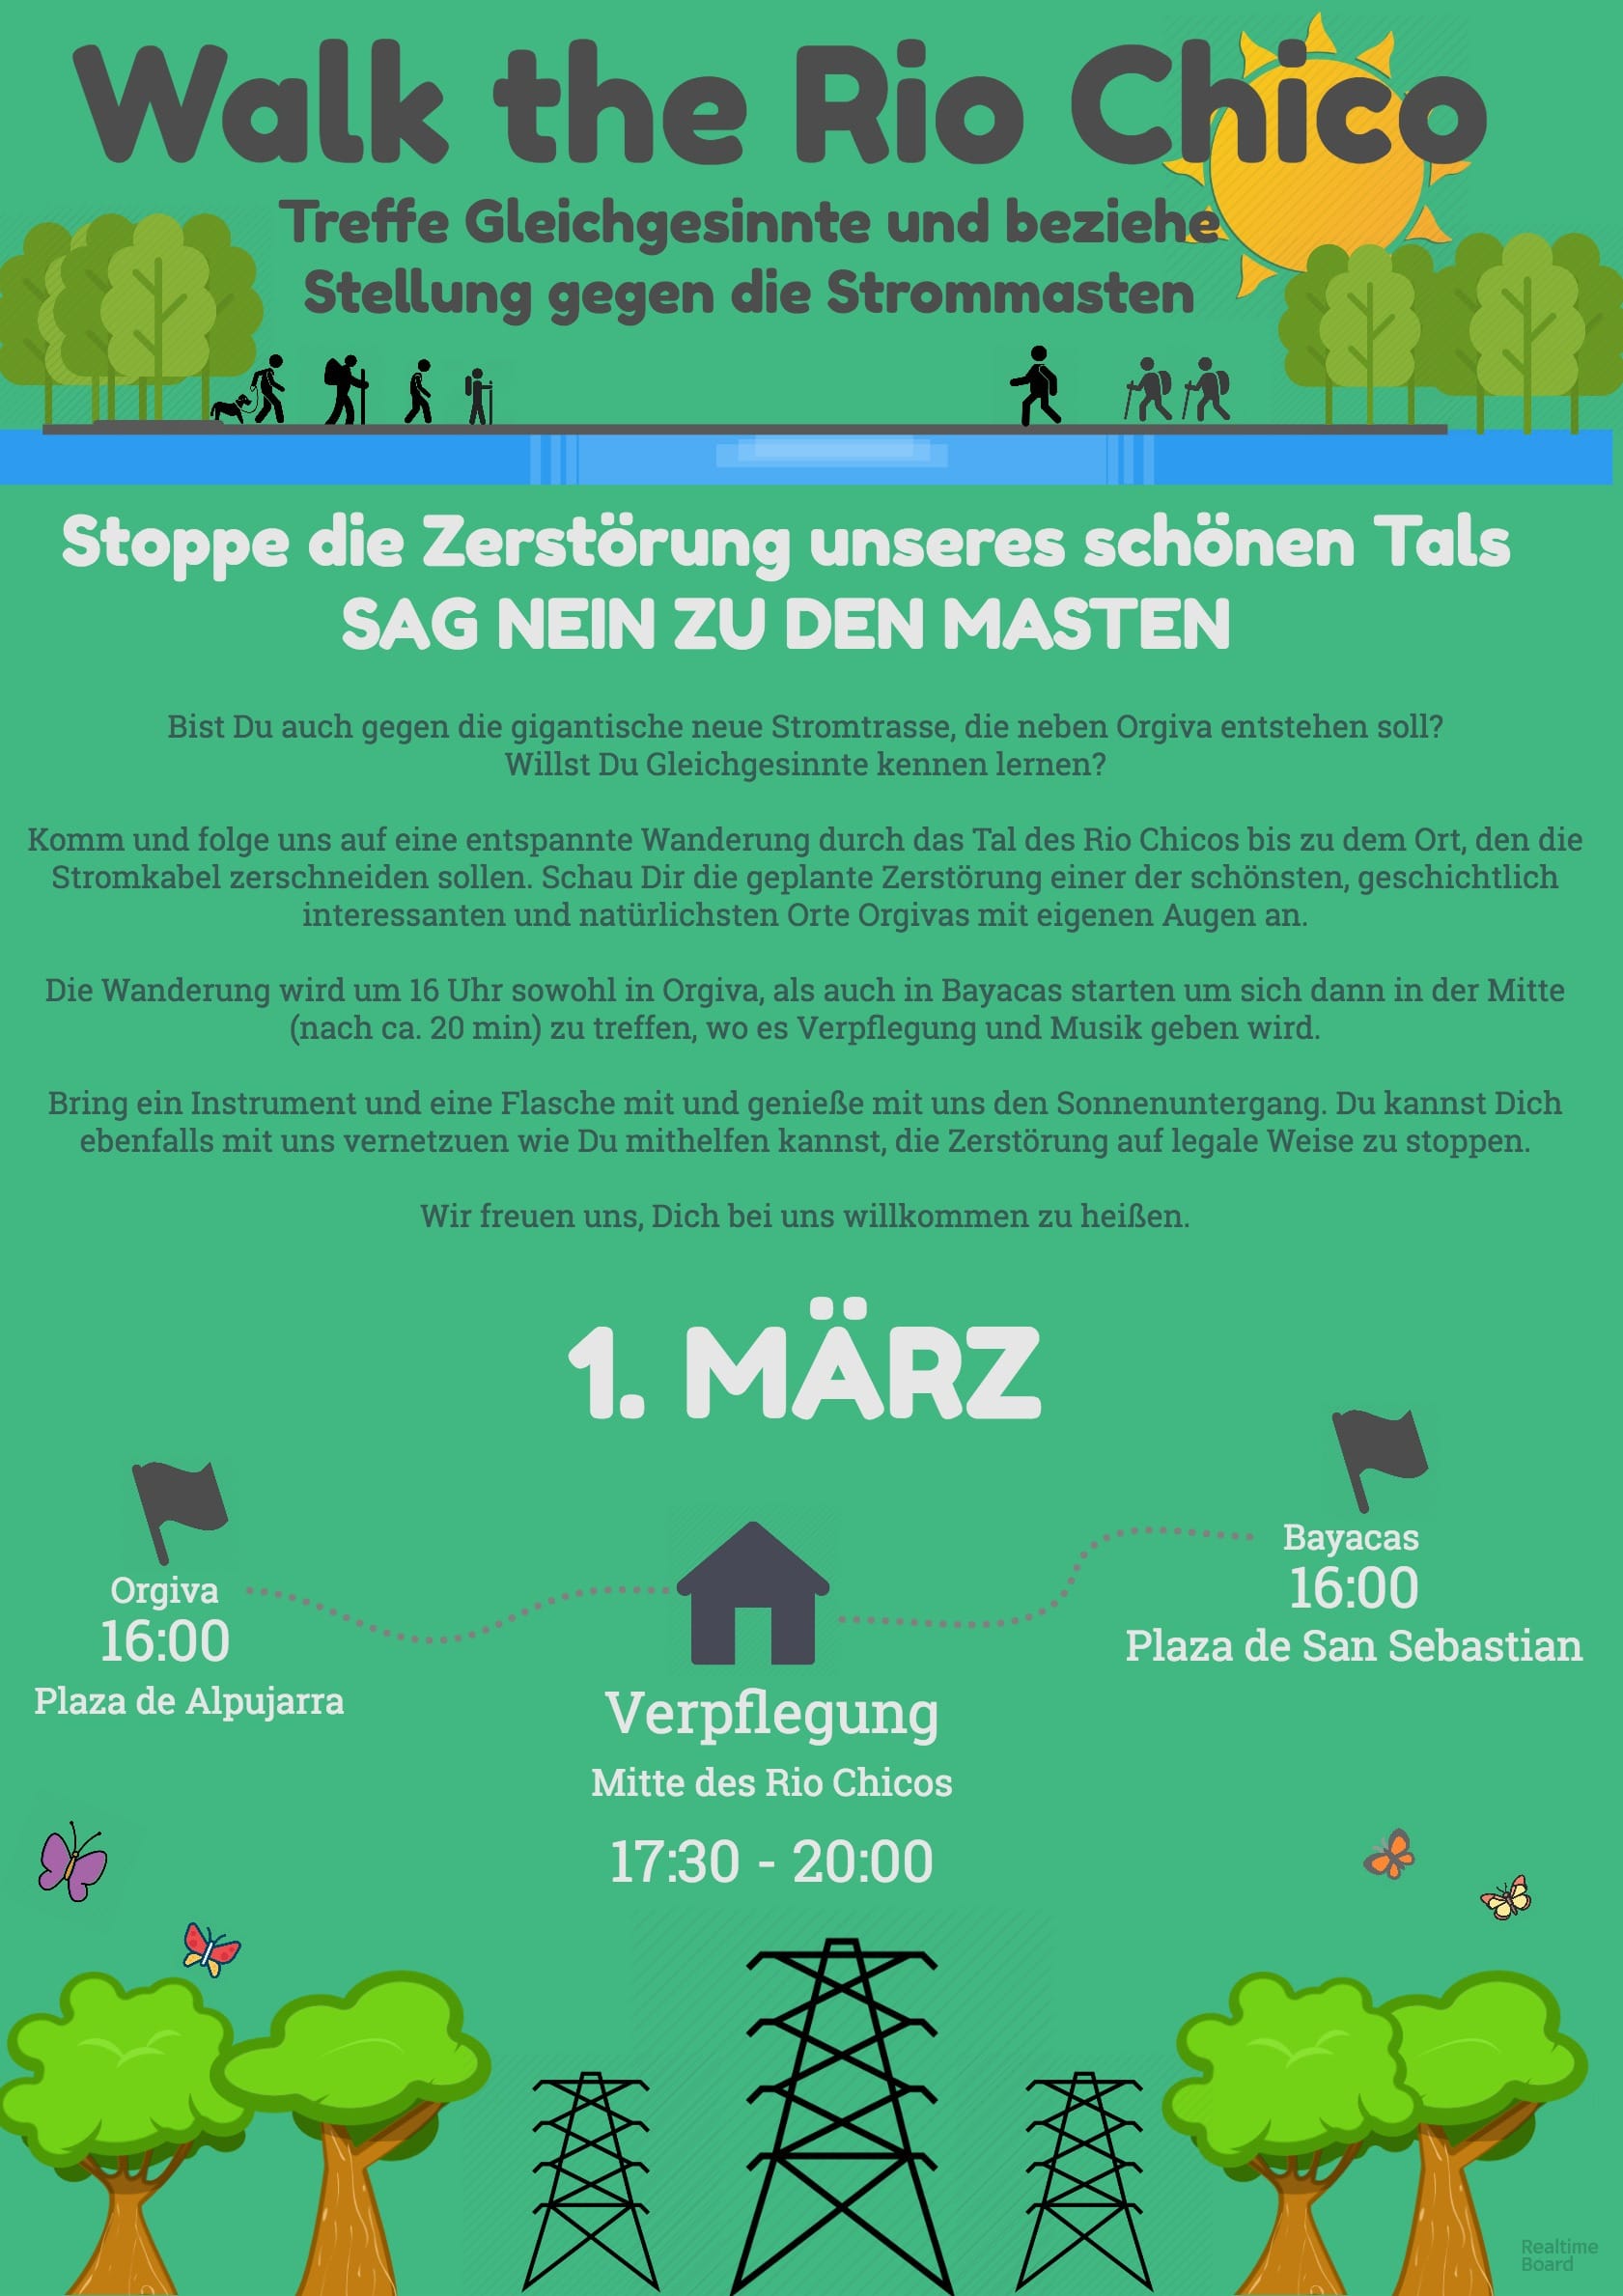 Walk the Rio Chico
Treffe Gleichgesinnte und beziehe
Stellung gegen die Strommasten
Stoppe die Zerstörung unseres schönen Tals
SAG NEIN ZU DEN MASTEN
Bist Du auch gegen die gigantische neue Stromtrasse, die neben Orgiva entstehen soll?
Willst Du Gleichgesinnte kennen lernen?
Komm und folge uns auf eine entspannte Wanderung durch das Tal des Rio Chicos bis zu dem Ort, den die
Stromkabel zerschneiden sollen. Schau Dir die geplante Zerstörung einer der schönsten, geschichtlich
interessanten und natürlichsten Orte Orgivas mit eigenen Augen an.
Die Wanderung wird um 16 Uhr sowohl in Orgiva, als auch in Bayacas starten um sich dann in der Mitte
(nach ca. 20 min) zu treffen, wo es Verpflegung und Musik geben wird.
Bring ein Instrument und eine Flasche mit und genieße mit uns den Sonnenuntergang. Du kannst Dich
ebenfalls mit uns vernetzuen wie Du mithelfen kannst, die Zerstörung auf legale Weise zu stoppen.
Wir freuen uns, Dich bei uns willkommen zu heißen.
1. MÄRZ
Orgiva
16:00
Plaza de Alpujarra
Bayacas
16:00
Plaza de San Sebastian
Verpflegung
Mitte des Rio Chicos
17:30 - 20:00
Realtime
Board